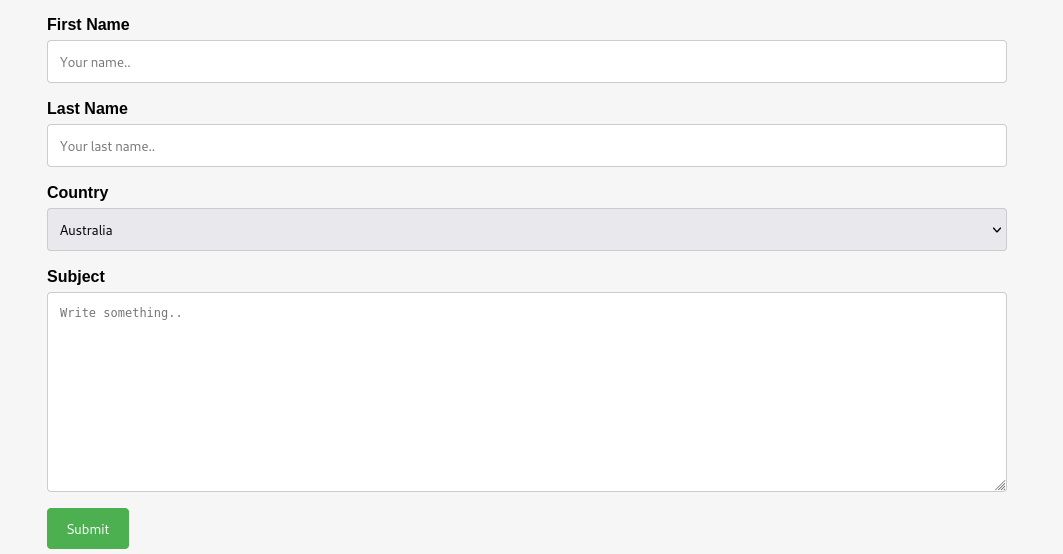 First Name
Your name..
Last Name
Your last name..
Country
Australia
Subject
Write something..
Submit